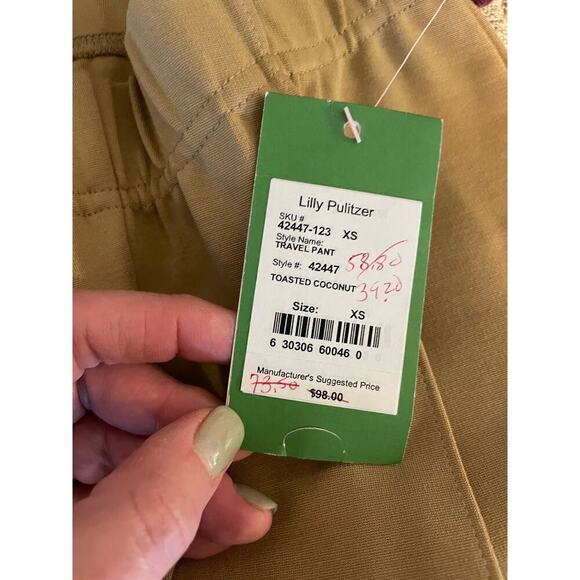 Lilly Pulitzer
SKU #
42447-123 XS
Style Name:
TRAVEL PANT
Style #: 42447 58.80
TOASTED COCONUT 39.20
Size: XS
6 30306 60046 0
Manufacturer's Suggested Price
73.50 $98.00